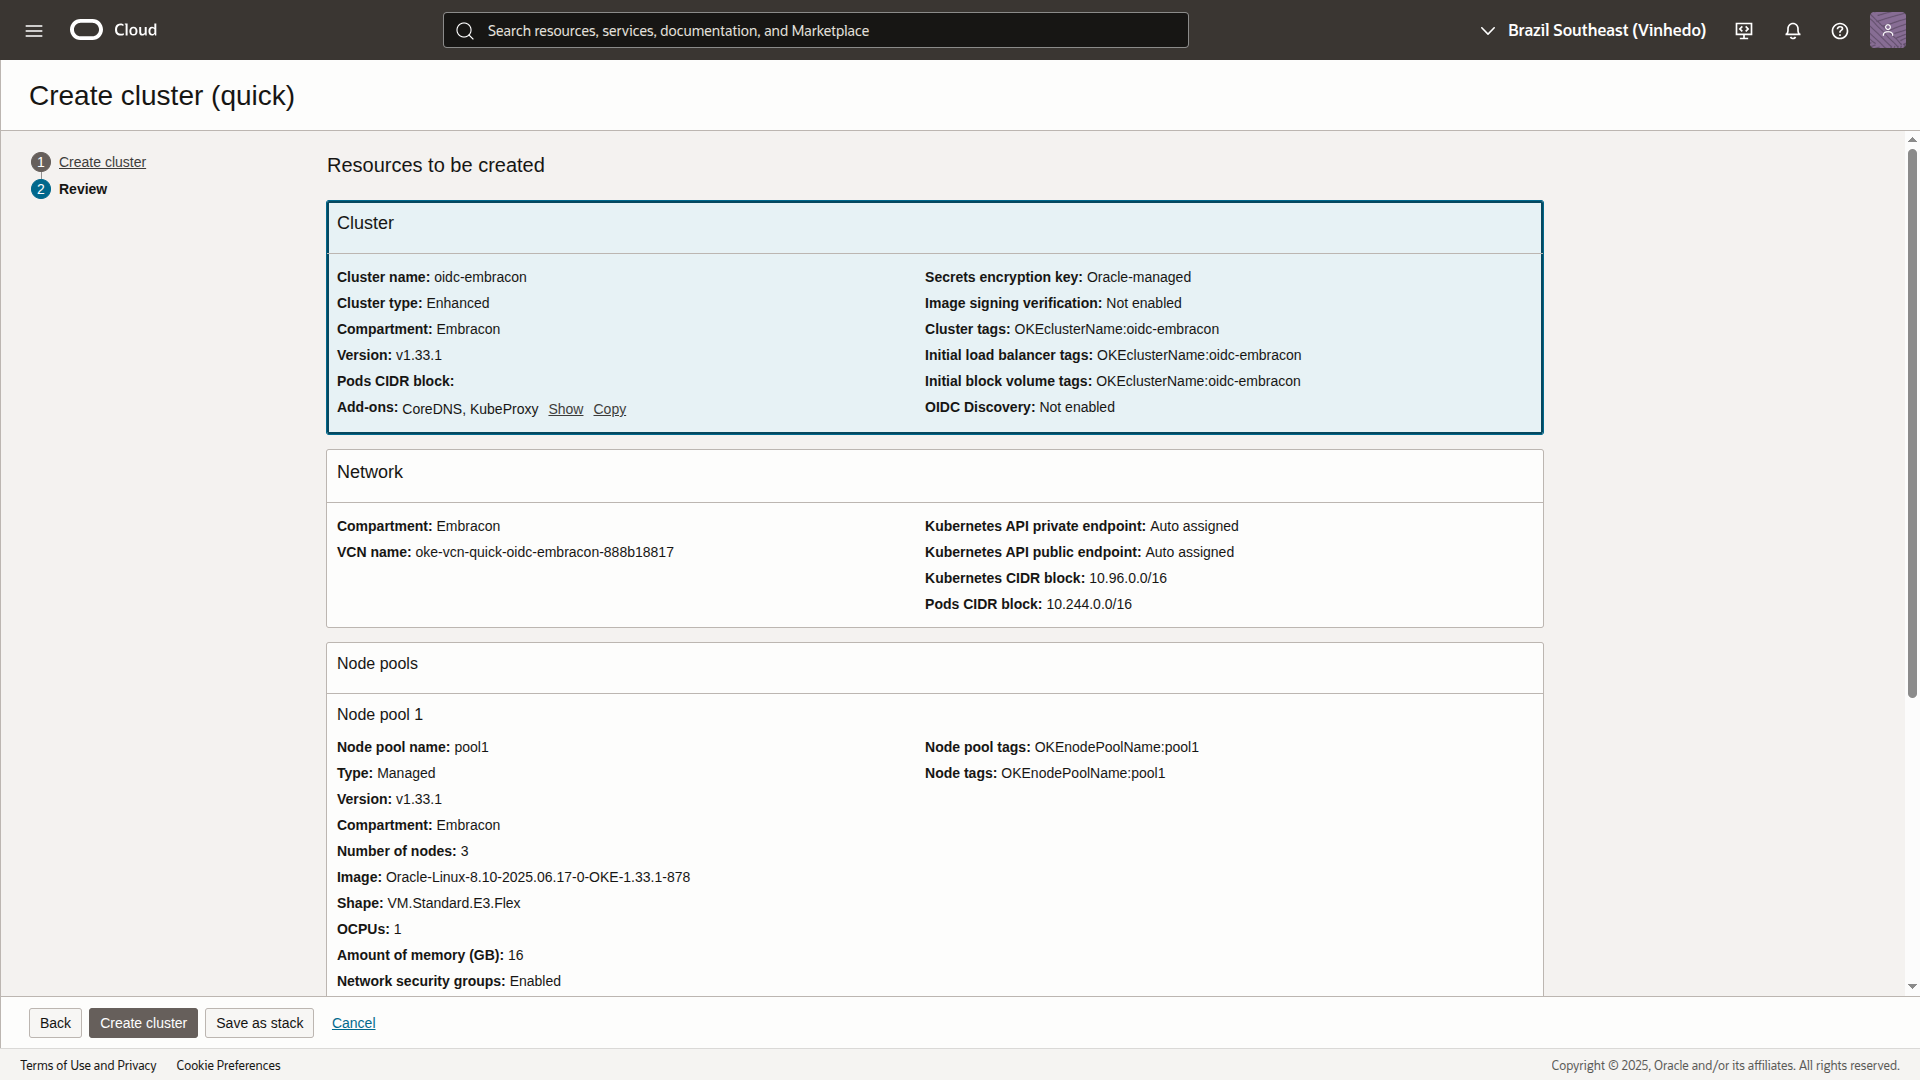 Cloud
Search resources, services, documentation, and Marketplace
Brazil Southeast (Vinhedo)
Create cluster (quick)
1 Create cluster
2 Review
Resources to be created
Cluster
Cluster name: oidc-embracon
Cluster type: Enhanced
Compartment: Embracon
Version: v1.33.1
Pods CIDR block:
Add-ons: CoreDNS, KubeProxy Show Copy
Secrets encryption key: Oracle-managed
Image signing verification: Not enabled
Cluster tags: OKEclusterName:oidc-embracon
Initial load balancer tags: OKEclusterName:oidc-embracon
Initial block volume tags: OKEclusterName:oidc-embracon
OIDC Discovery: Not enabled
Network
Compartment: Embracon
VCN name: oke-vcn-quick-oidc-embracon-888b18817
Kubernetes API private endpoint: Auto assigned
Kubernetes API public endpoint: Auto assigned
Kubernetes CIDR block: 10.96.0.0/16
Pods CIDR block: 10.244.0.0/16
Node pools
Node pool 1
Node pool name: pool1
Type: Managed
Version: v1.33.1
Compartment: Embracon
Number of nodes: 3
Image: Oracle-Linux-8.10-2025.06.17-0-OKE-1.33.1-878
Shape: VM.Standard.E3.Flex
OCPUs: 1
Amount of memory (GB): 16
Network security groups: Enabled
Node pool tags: OKEnodePoolName:pool1
Node tags: OKEnodePoolName:pool1
Back
Create cluster
Save as stack
Cancel
Terms of Use and Privacy
Cookie Preferences
Copyright © 2025, Oracle and/or its affiliates. All rights reserved.